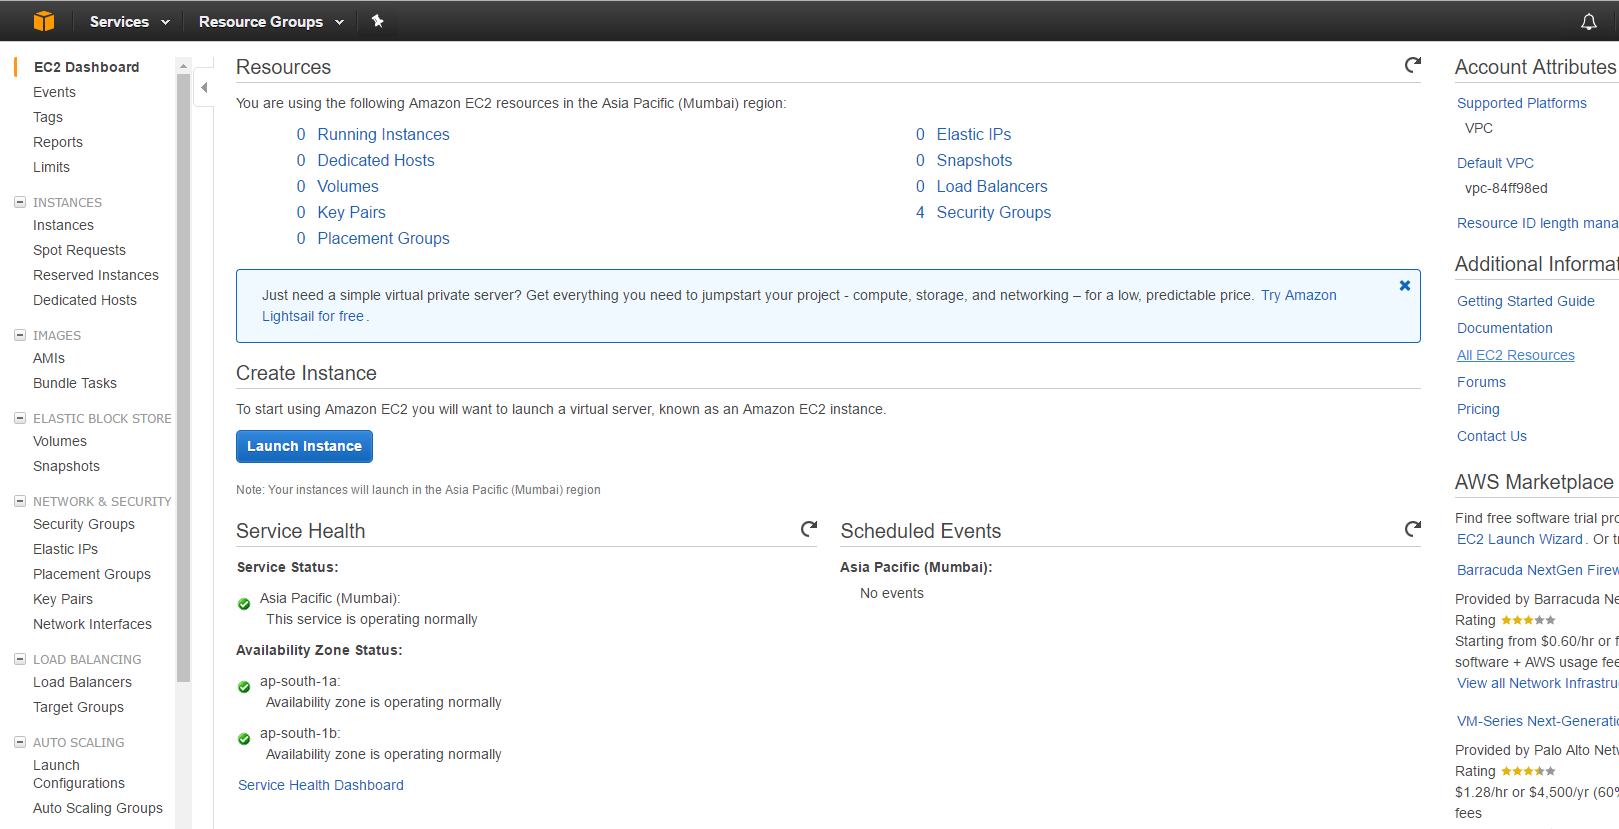 Services
Resource Groups
EC2 Dashboard
Events
Tags
Reports
Limits
INSTANCES
Instances
Spot Requests
Reserved Instances
Dedicated Hosts
IMAGES
AMIs
Bundle Tasks
ELASTIC BLOCK STORE
Volumes
Snapshots
NETWORK & SECURITY
Security Groups
Elastic IPs
Placement Groups
Key Pairs
Network Interfaces
LOAD BALANCING
Load Balancers
Target Groups
AUTO SCALING
Launch
Configurations
Auto Scaling Groups
Resources
You are using the following Amazon EC2 resources in the Asia Pacific (Mumbai) region:
0 Running Instances
0 Dedicated Hosts
0 Volumes
0 Key Pairs
0 Placement Groups
0 Elastic IPs
0 Snapshots
0 Load Balancers
4 Security Groups
Just need a simple virtual private server? Get everything you need to jumpstart your project - compute, storage, and networking – for a low, predictable price. Try Amazon
Lightsail for free.
Create Instance
To start using Amazon EC2 you will want to launch a virtual server, known as an Amazon EC2 instance.
Launch Instance
Note: Your instances will launch in the Asia Pacific (Mumbai) region
Service Health
Service Status:
Asia Pacific (Mumbai):
This service is operating normally
Availability Zone Status:
ap-south-1a:
Availability zone is operating normally
ap-south-1b:
Availability zone is operating normally
Service Health Dashboard
Scheduled Events
Asia Pacific (Mumbai):
No events
Account Attributes
Supported Platforms
VPC
Default VPC
vpc-84ff98ed
Resource ID length mana
Additional Informat
Getting Started Guide
Documentation
All EC2 Resources
Forums
Pricing
Contact Us
AWS Marketplace
Find free software trial pro
EC2 Launch Wizard. Or tr
Barracuda NextGen Firew
Provided by Barracuda Ne
Rating
Starting from $0.60/hr or f
software + AWS usage fee
View all Network Infrastru
VM-Series Next-Generatio
Provided by Palo Alto Netw
Rating
$1.28/hr or $4,500/yr (60%
fees